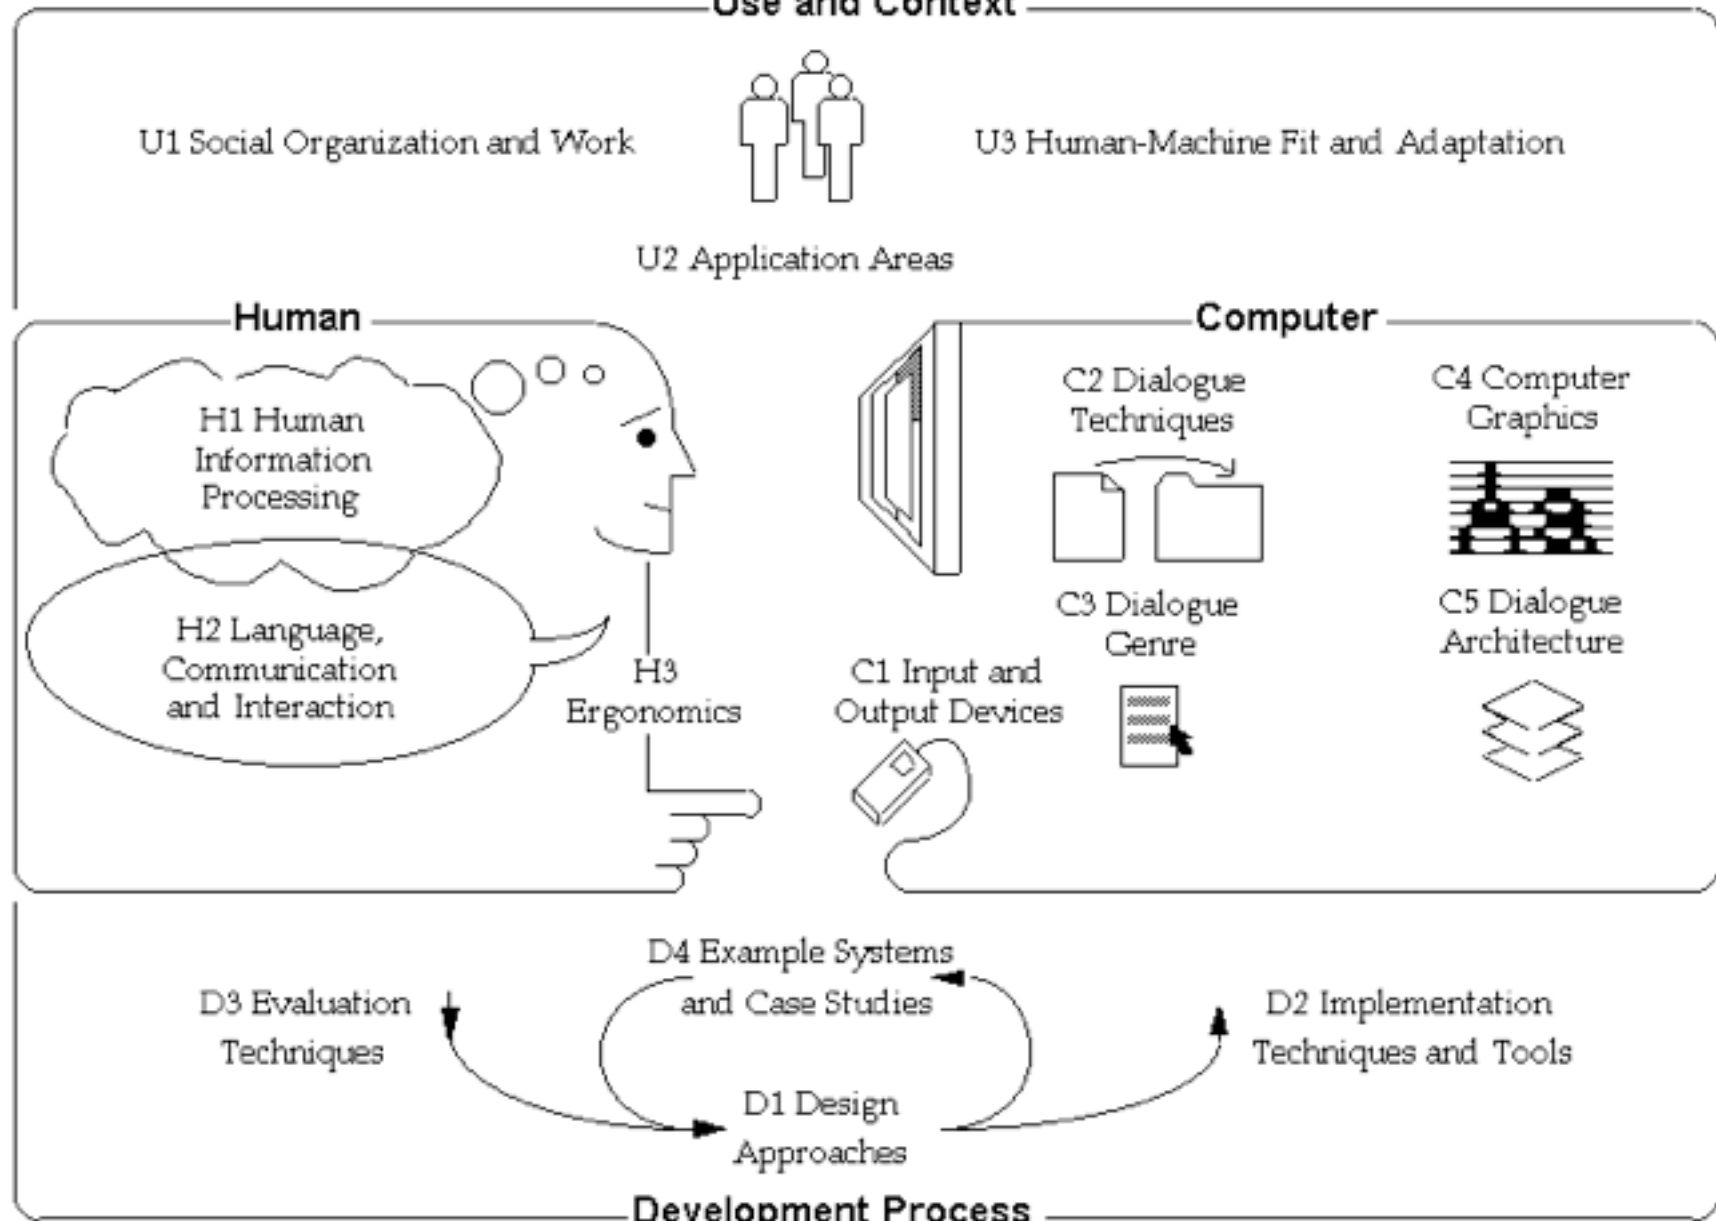 Use and Context
U1 Social Organization and Work
U3 Human-Machine Fit and Adaptation
U2 Application Areas
Human
H1 Human
Information
Processing
H2 Language,
Communication
and Interaction
H3
Ergonomics
Computer
C1 Input and
Output Devices
C2 Dialogue
Techniques
C3 Dialogue
Genre
C4 Computer
Graphics
C5 Dialogue
Architecture
D3 Evaluation
Techniques
D4 Example Systems
and Case Studies
D1 Design
Approaches
D2 Implementation
Techniques and Tools
Development Process